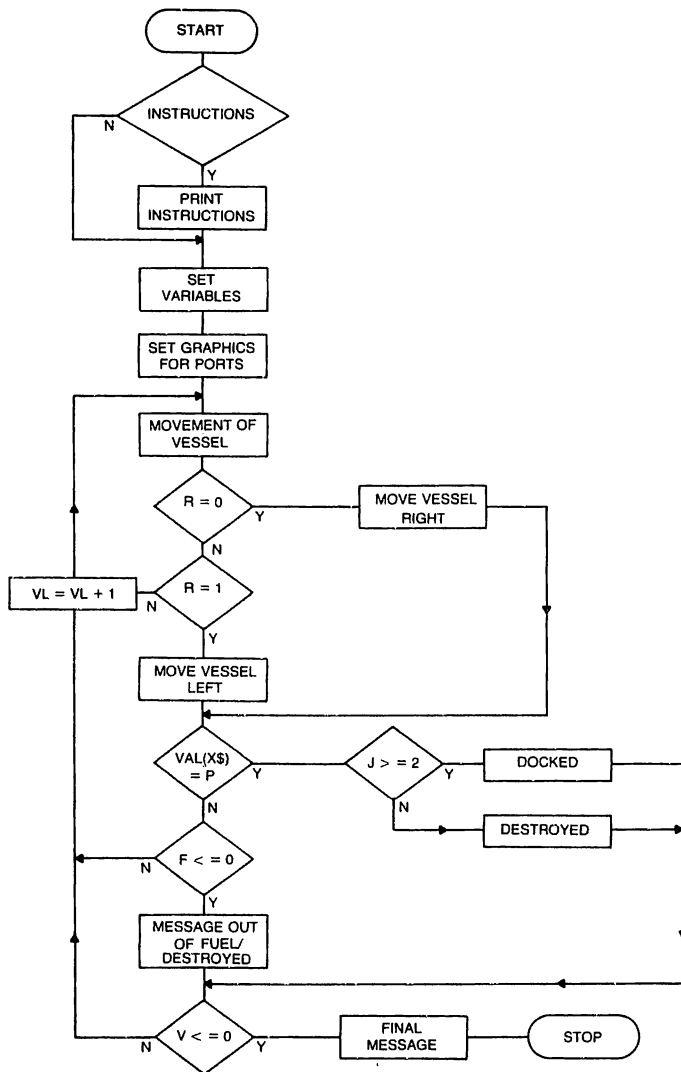 START
INSTRUCTIONS
N
Y
PRINT
INSTRUCTIONS
SET
VARIABLES
SET GRAPHICS
FOR PORTS
MOVEMENT OF
VESSEL
R = 0
Y
MOVE VESSEL
RIGHT
N
VL = VL + 1
N
R = 1
Y
MOVE VESSEL
LEFT
VAL(X$)
= P
Y
J > = 2
Y
DOCKED
N
N
DESTROYED
F < = 0
N
Y
MESSAGE OUT
OF FUEL/
DESTROYED
V < = 0
N
Y
FINAL
MESSAGE
STOP